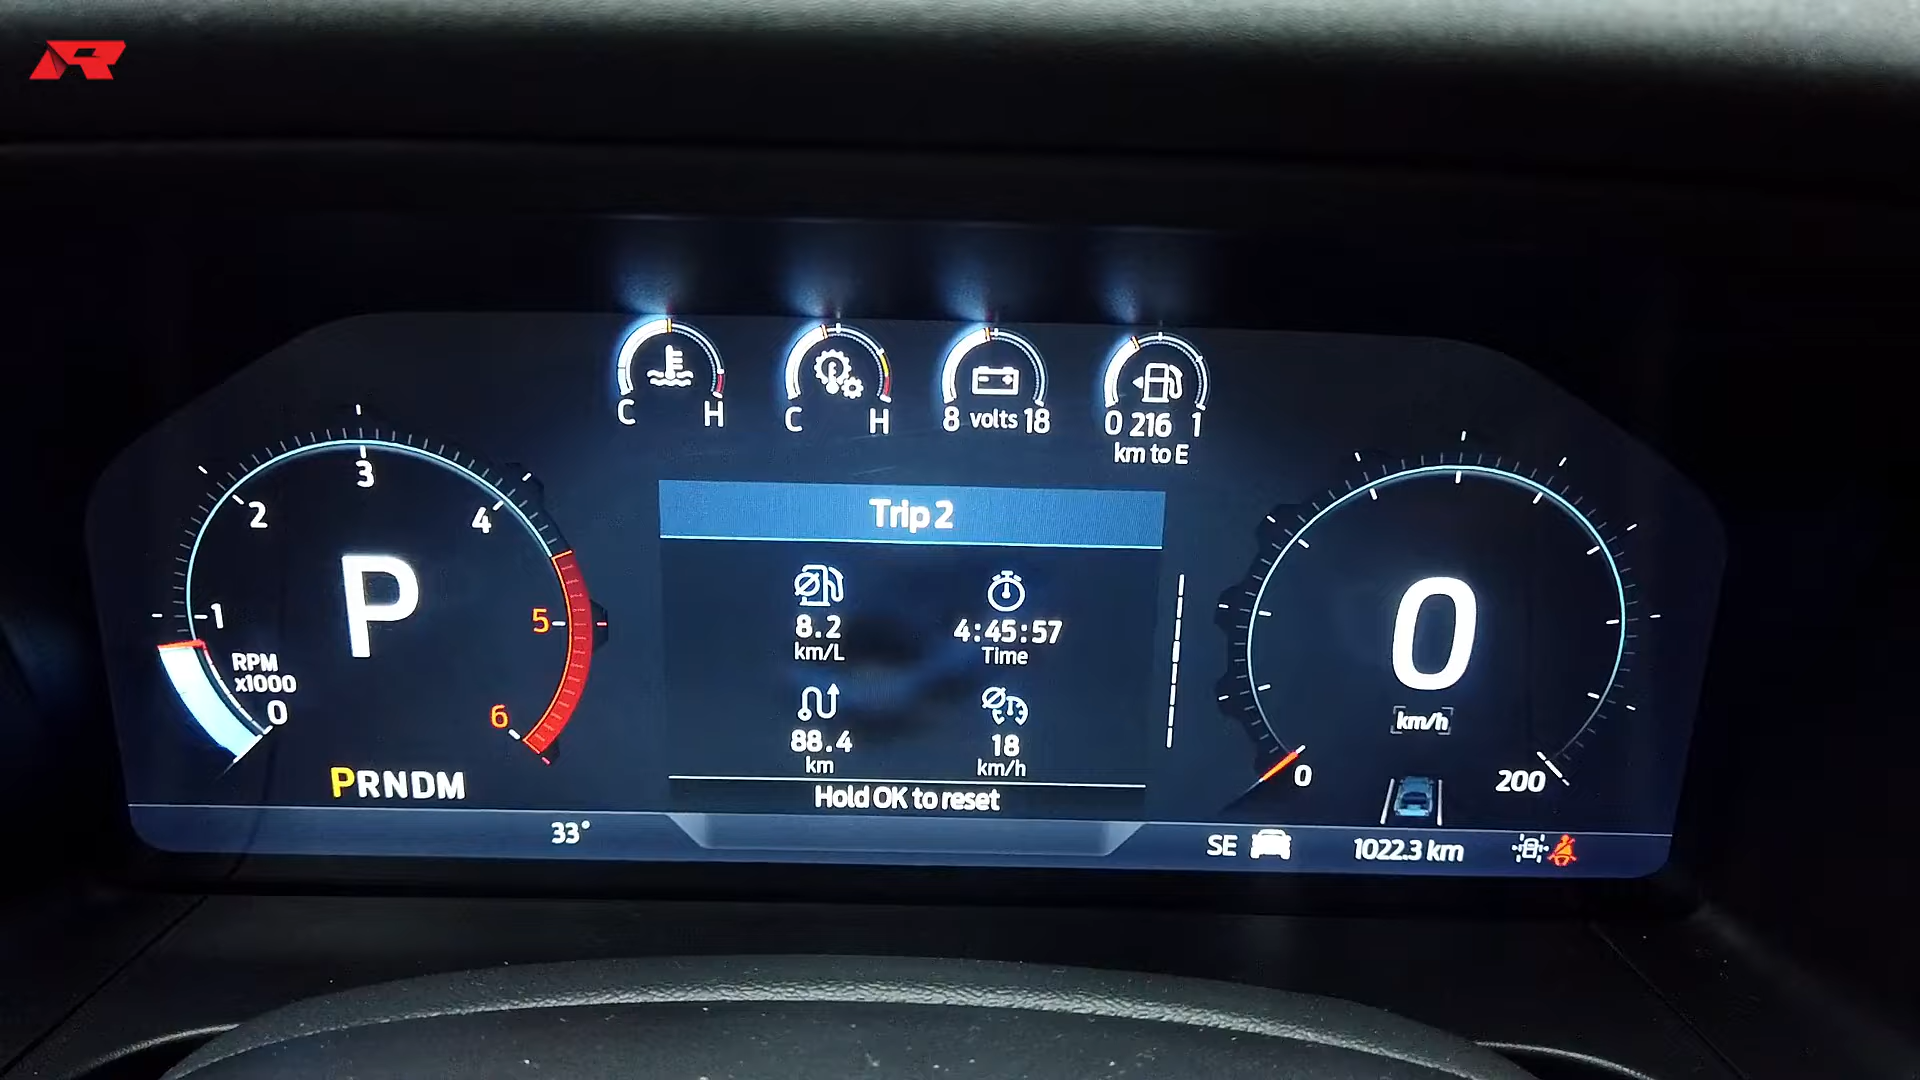 AR
C H
C H
8 volts 18
0 216 1
km to E
Trip 2
8.2
km/L
4:45:57
Time
88.4
km
18
km/h
Hold OK to reset
0
1
2
3
4
5
6
RPM
x1000
P
PRNDM
33°
0
km/h
0
200
SE
1022.3 km